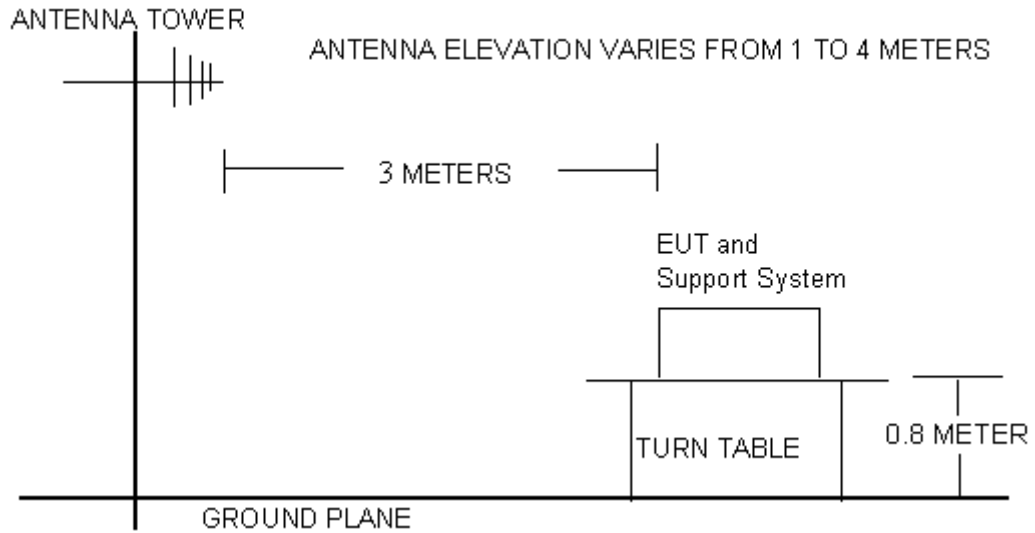 ANTENNA TOWER
ANTENNA ELEVATION VARIES FROM 1 TO 4 METERS
3 METERS
EUT and
Support System
TURN TABLE
0.8 METER
GROUND PLANE